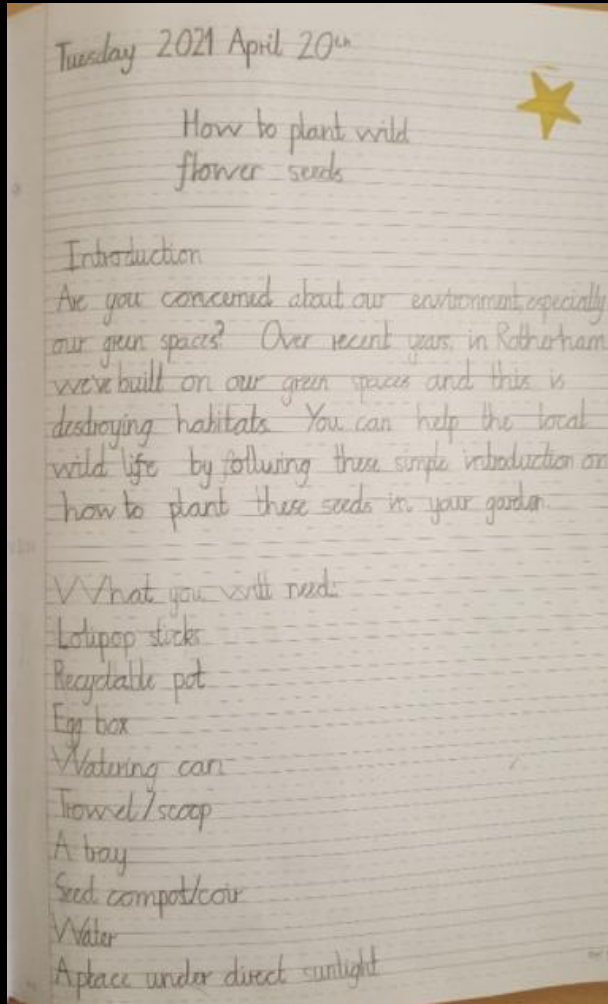 Tuesday 2021 April 20th
How to plant wild
flower seeds
Introduction
Are you concerned about our environment, especially
our green spaces? Over recent years, in Rotherham
we've built on our green spaces and this is
destroying habitats. You can help the local
wild life by folluring these simple introduction on
how to plant these seeds in your garden.
What you will need:
Lolipop sticks
Recyclable pot
Egg box
Watering can
Trowel/scoop
A tray
Seed compot/coir
Water
A place under direct sunlight